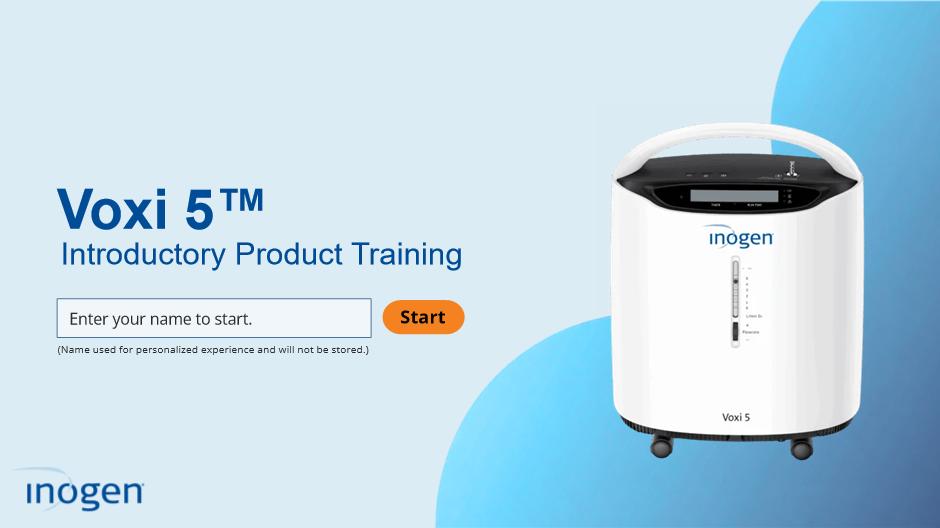 Voxi 5™
Introductory Product Training
Enter your name to start.
Start
(Name used for personalized experience and will not be stored.)
inogen
inogen
Voxi 5